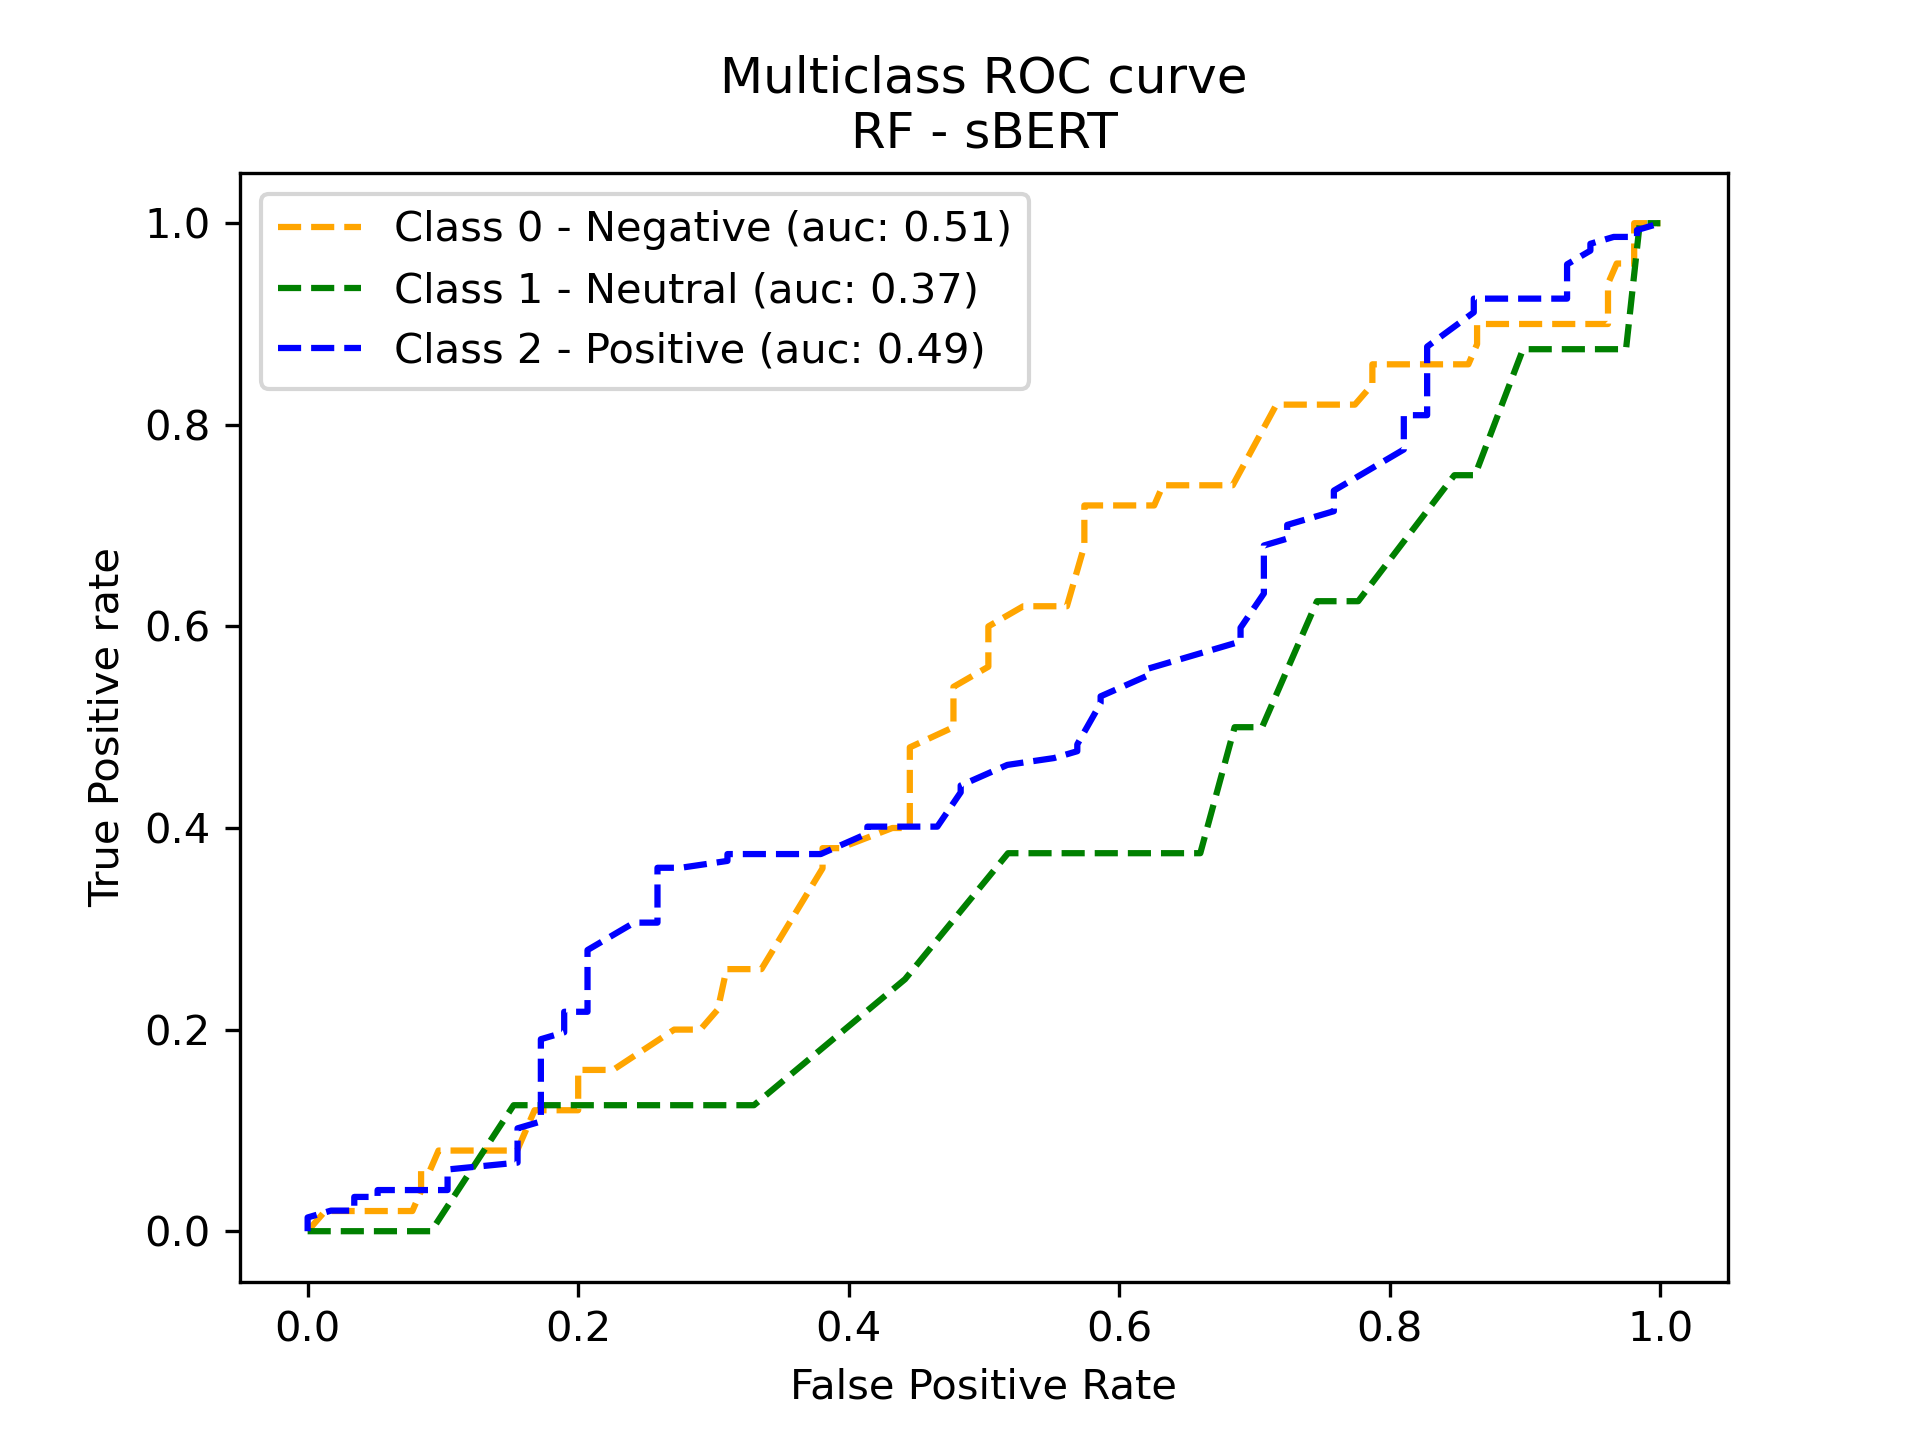 Multiclass ROC curve
RF - sBERT
Class 0 - Negative (auc: 0.51)
Class 1 - Neutral (auc: 0.37)
Class 2 - Positive (auc: 0.49)
1.0
0.8
0.6
0.4
0.2
0.0
True Positive rate
0.0 0.2 0.4 0.6 0.8 1.0
False Positive Rate